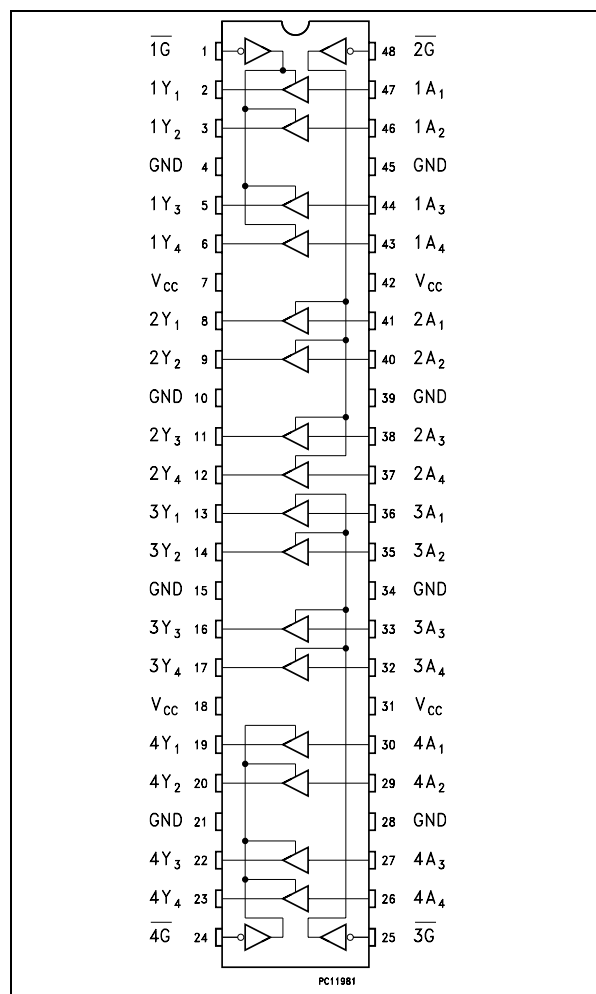 1G 1 48 2G
1Y₁ 2 47 1A₁
1Y₂ 3 46 1A₂
GND 4 45 GND
1Y₃ 5 44 1A₃
1Y₄ 6 43 1A₄
V_CC 7 42 V_CC
2Y₁ 8 41 2A₁
2Y₂ 9 40 2A₂
GND 10 39 GND
2Y₃ 11 38 2A₃
2Y₄ 12 37 2A₄
3Y₁ 13 36 3A₁
3Y₂ 14 35 3A₂
GND 15 34 GND
3Y₃ 16 33 3A₃
3Y₄ 17 32 3A₄
V_CC 18 31 V_CC
4Y₁ 19 30 4A₁
4Y₂ 20 29 4A₂
GND 21 28 GND
4Y₃ 22 27 4A₃
4Y₄ 23 26 4A₄
4G 24 25 3G
PC11981